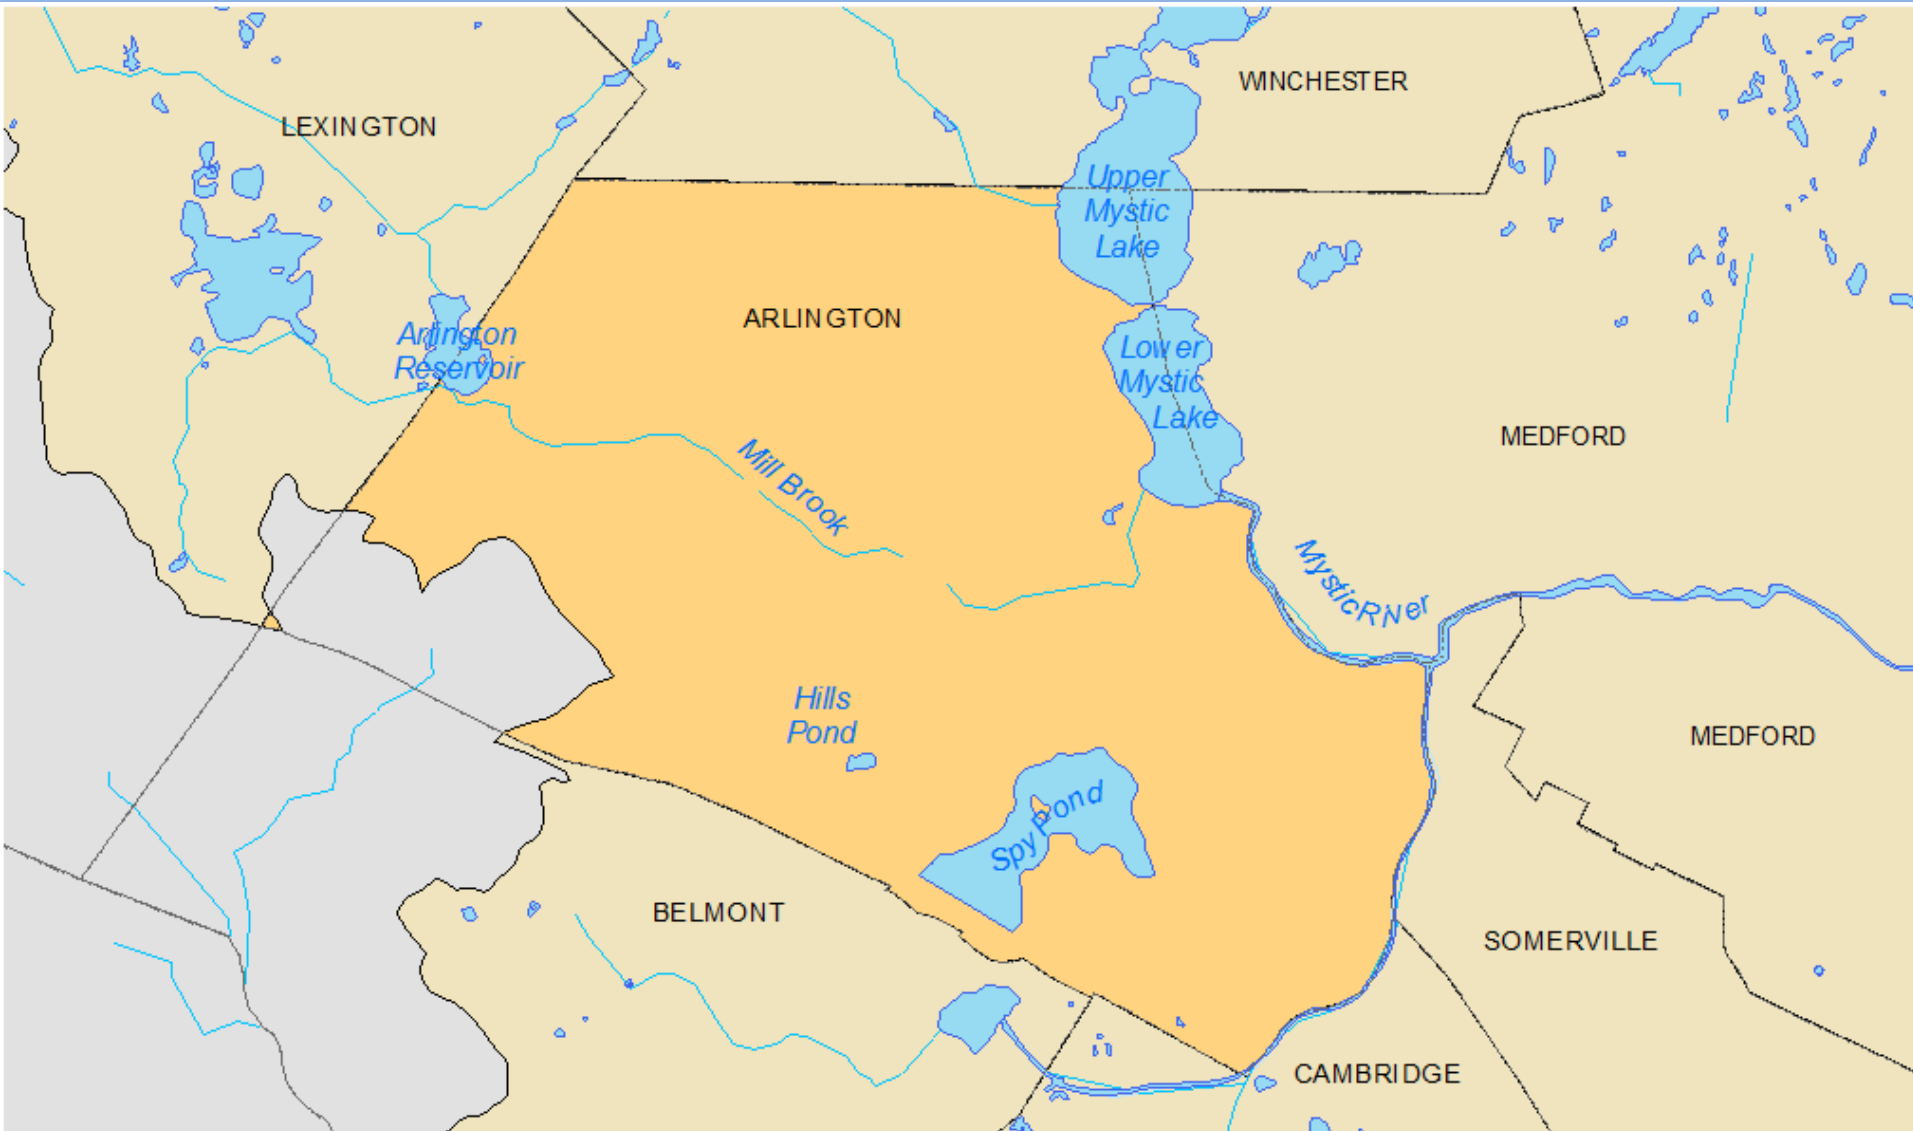 WINCHESTER
LEXINGTON
Upper
Mystic
Lake
ARLINGTON
Arlington
Reservoir
Lower
Mystic
Lake
MEDFORD
Mill Brook
Mystic RNer
Hills
Pond
MEDFORD
Spy Pond
BELMONT
SOMERVILLE
CAMBRIDGE